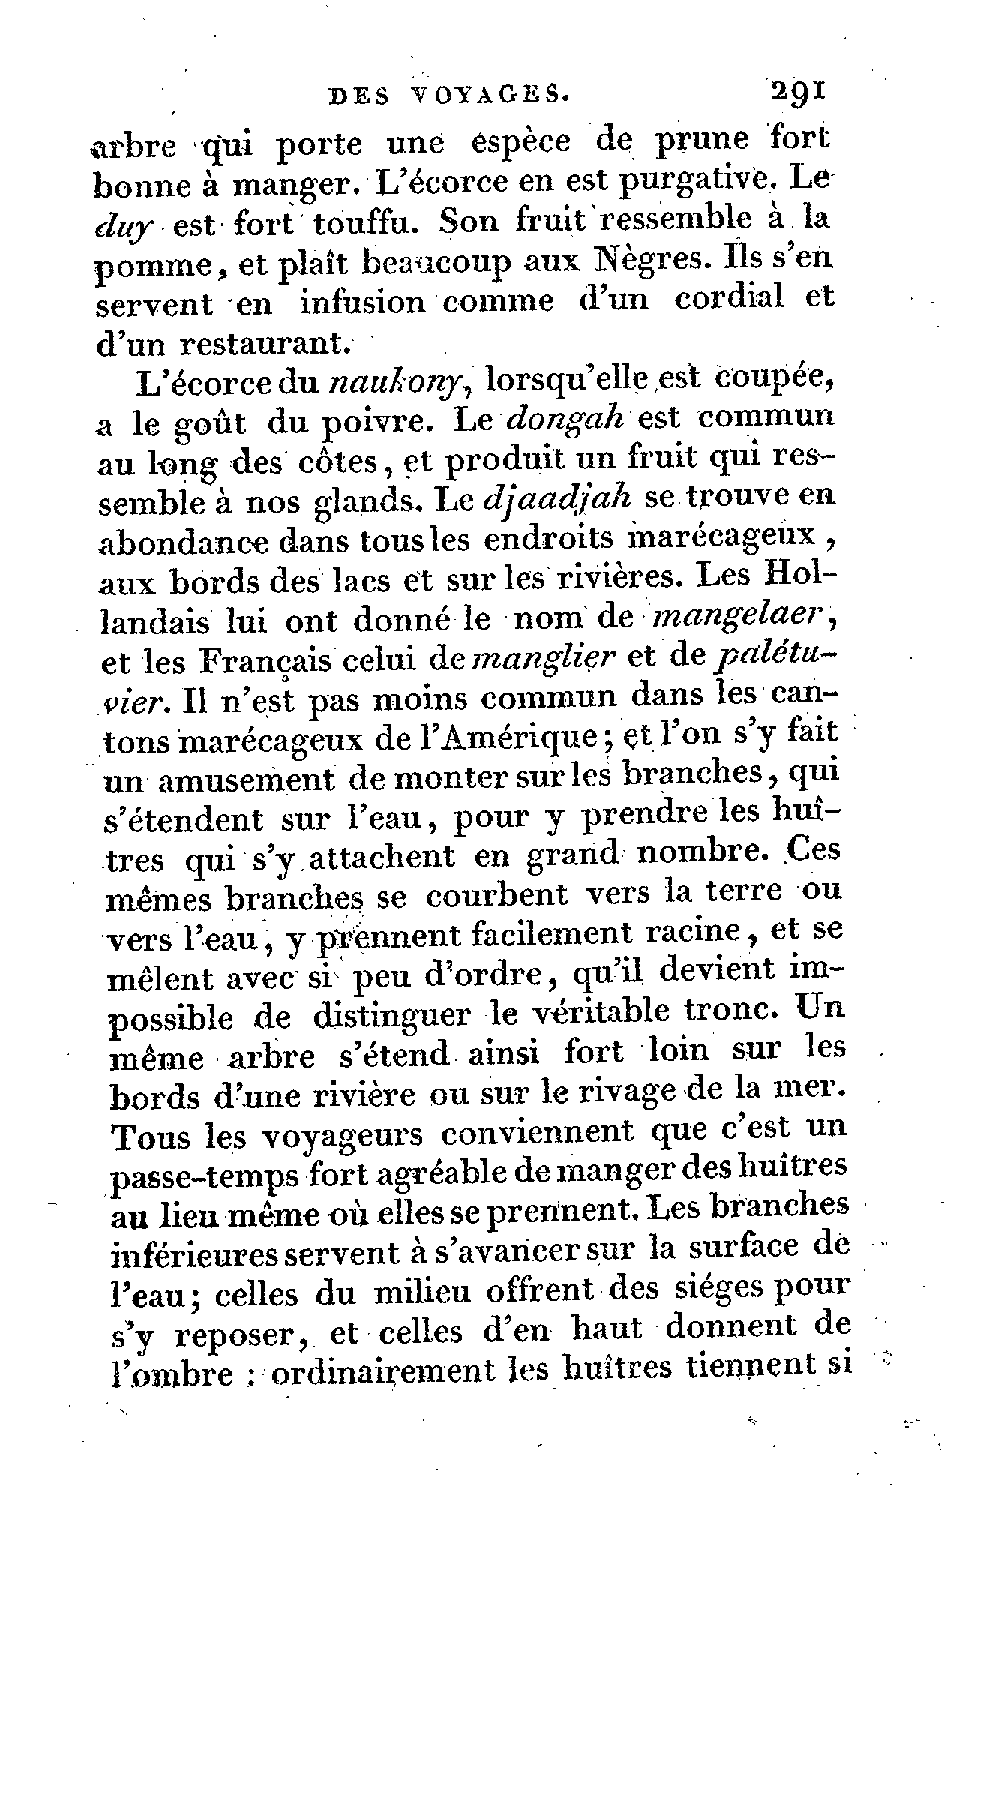 DES VOYAGES. 291
arbre qui porte une espèce de prune fort
bonne à manger. L'écorce en est purgative. Le
duy est fort touffu. Son fruit ressemble à la
pomme, et plaît beaucoup aux Nègres. Ils s'en
servent en infusion comme d'un cordial et
d'un restaurant.
L'écorce du naukony, lorsqu'elle est coupée,
a le goût du poivre. Le dongah est commun
au long des côtes, et produit un fruit qui res-
semble à nos glands. Le djaadjah se trouve en
abondance dans tous les endroits marécageux,
aux bords des lacs et sur les rivières. Les Hol-
landais lui ont donné le nom de mangelaer,
et les Français celui de manglier et de palétu-
vier. Il n'est pas moins commun dans les can-
tons marécageux de l'Amérique; et l'on s'y fait
un amusement de monter sur les branches, qui
s'étendent sur l'eau, pour y prendre les huî-
tres qui s'y attachent en grand nombre. Ces
mêmes branches se courbent vers la terre ou
vers l'eau, y prennent facilement racine, et se
mêlent avec si peu d'ordre, qu'il devient im-
possible de distinguer le véritable tronc. Un
même arbre s'étend ainsi fort loin sur les
bords d'une rivière ou sur le rivage de la mer.
Tous les voyageurs conviennent que c'est un
passe-temps fort agréable de manger des huîtres
au lieu même où elles se prennent. Les branches
inférieures servent à s'avancer sur la surface de
l'eau; celles du milieu offrent des siéges pour
s'y reposer, et celles d'en haut donnent de
l'ombre : ordinairement les huîtres tiennent si